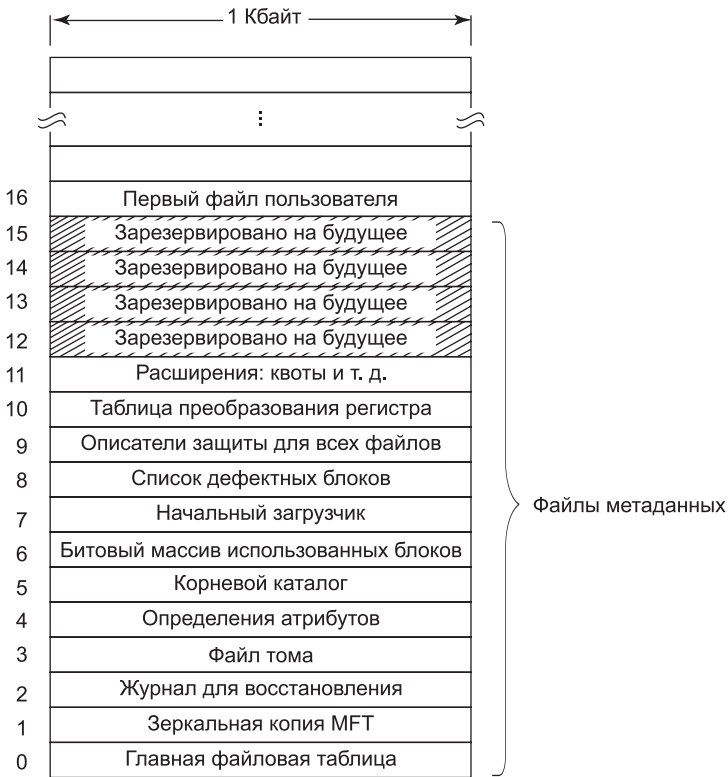 1 Кбайт
⋮
16 Первый файл пользователя
15 Зарезервировано на будущее
14 Зарезервировано на будущее
13 Зарезервировано на будущее
12 Зарезервировано на будущее
11 Расширения: квоты и т. д.
10 Таблица преобразования регистра
9 Описатели защиты для всех файлов
8 Список дефектных блоков
7 Начальный загрузчик
6 Битовый массив использованных блоков
5 Корневой каталог
4 Определения атрибутов
3 Файл тома
2 Журнал для восстановления
1 Зеркальная копия MFT
0 Главная файловая таблица
Файлы метаданных